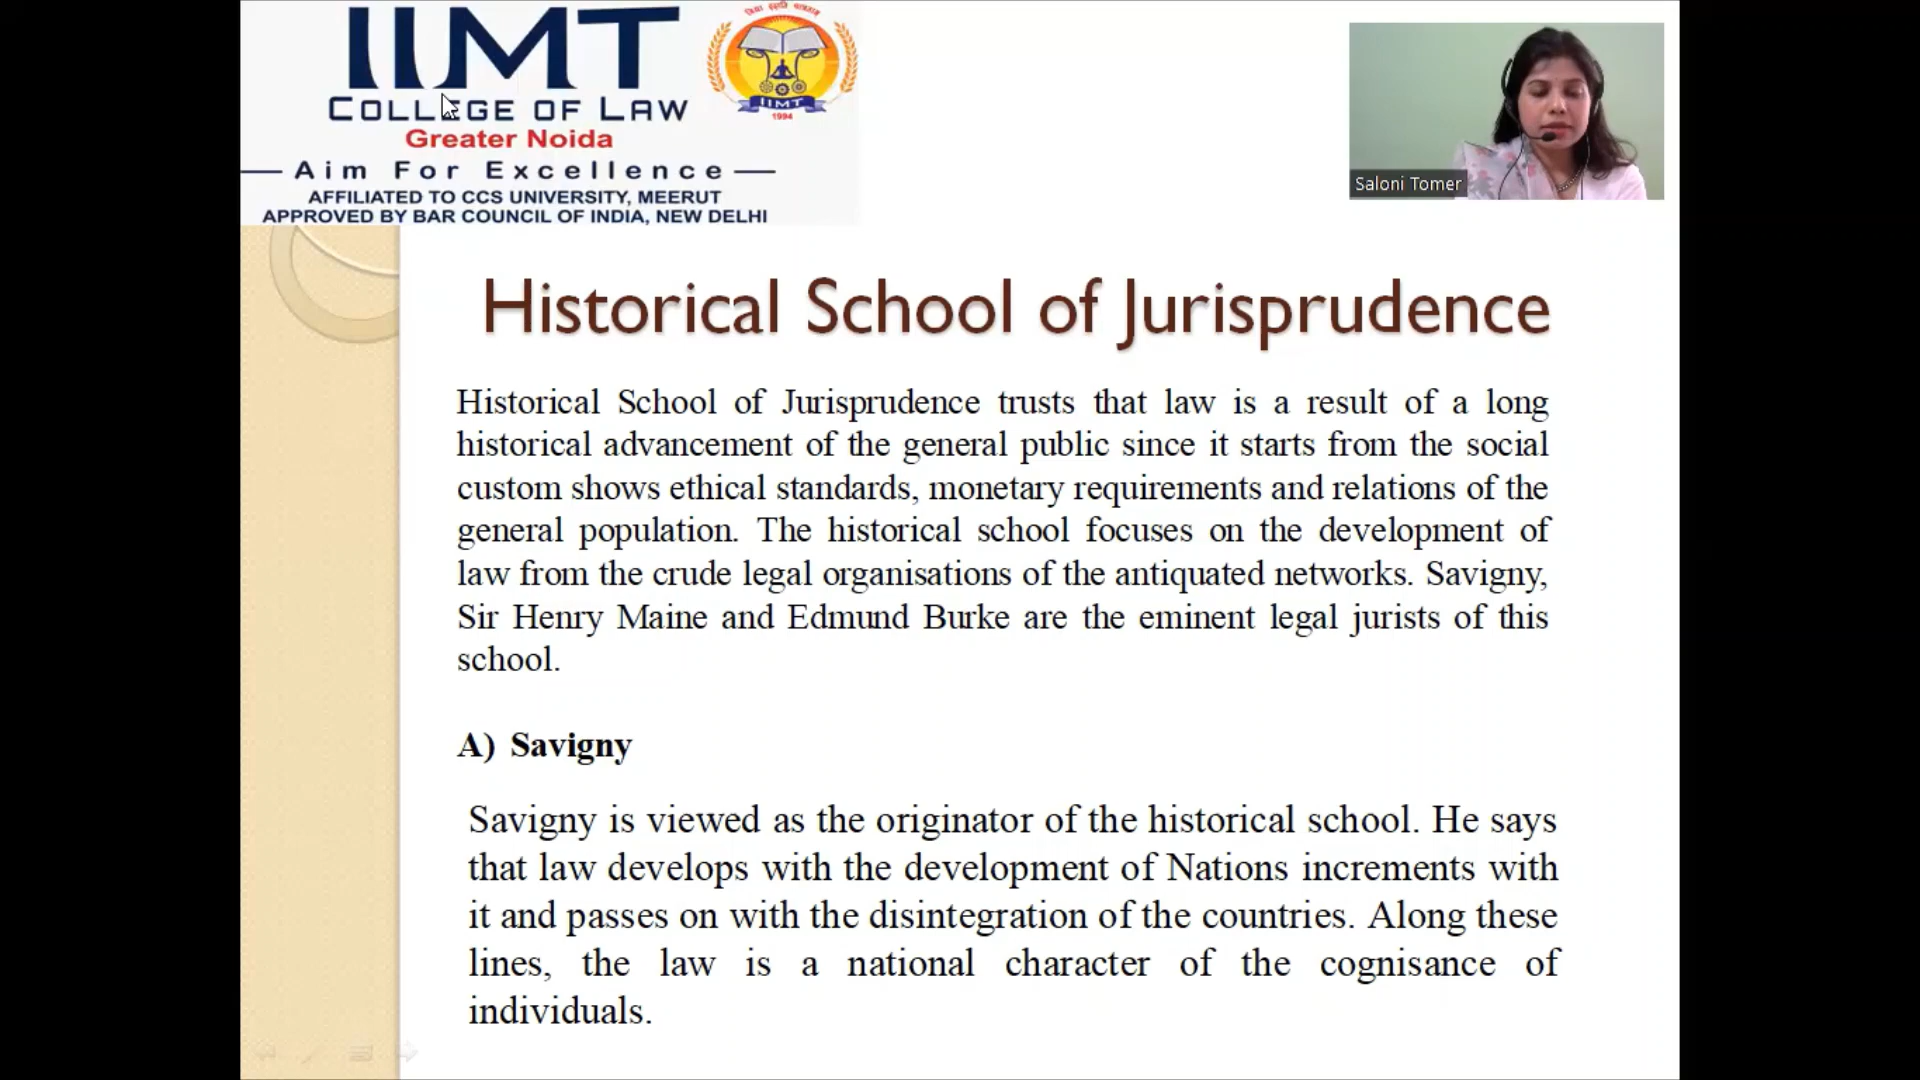 IIMT
COLLEGE OF LAW
Greater Noida
Aim For Excellence
AFFILIATED TO CCS UNIVERSITY, MEERUT
APPROVED BY BAR COUNCIL OF INDIA, NEW DELHI
IIMT
1994
Saloni Tomer
Historical School of Jurisprudence
Historical School of Jurisprudence trusts that law is a result of a long
historical advancement of the general public since it starts from the social
custom shows ethical standards, monetary requirements and relations of the
general population. The historical school focuses on the development of
law from the crude legal organisations of the antiquated networks. Savigny,
Sir Henry Maine and Edmund Burke are the eminent legal jurists of this
school.
A) Savigny
Savigny is viewed as the originator of the historical school. He says
that law develops with the development of Nations increments with
it and passes on with the disintegration of the countries. Along these
lines, the law is a national character of the cognisance of
individuals.